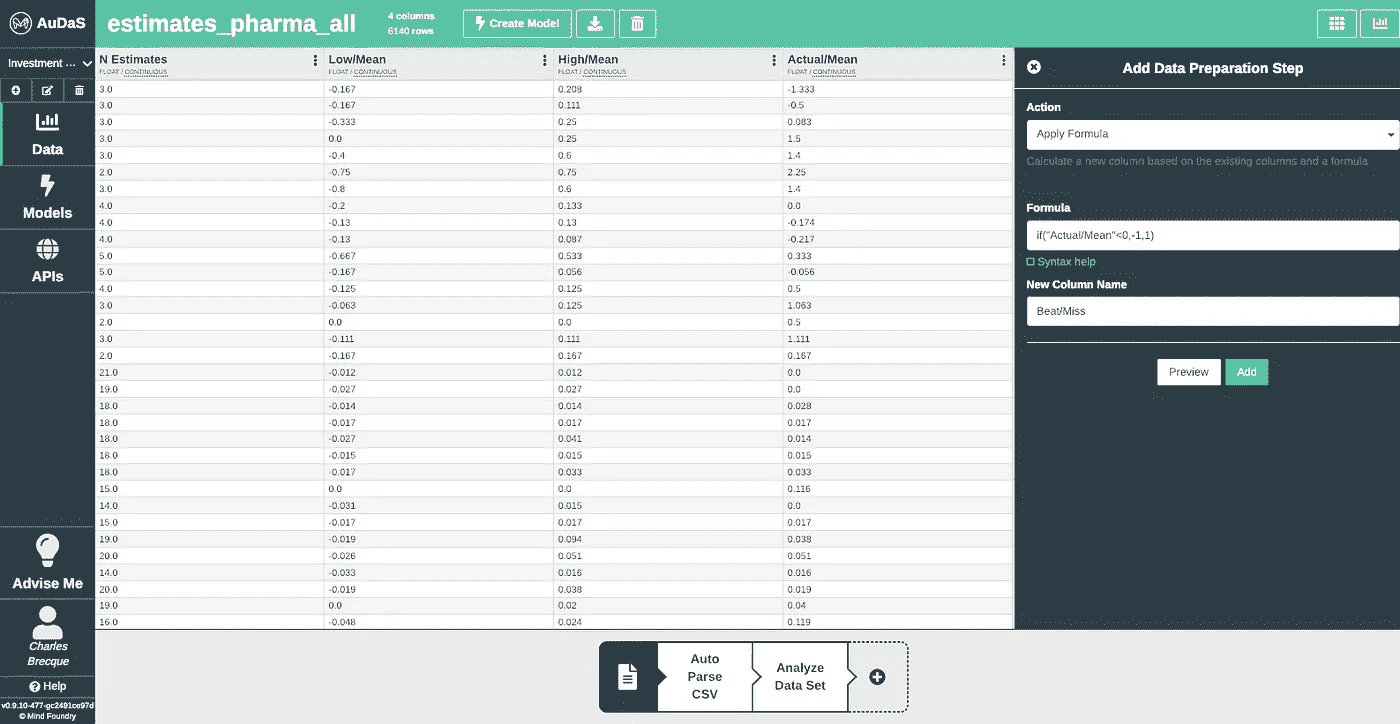 AuDaS
estimates_pharma_all
4 columns
6140 rows
Create Model
Investment ...
Data
Models
APIs
Advise Me
Charles
Brecque
Help
v0.9.10-477-gc2491ce97d
© Mind Foundry
N Estimates Low/Mean High/Mean Actual/Mean
FLOAT / CONTINUOUS FLOAT / CONTINUOUS FLOAT / CONTINUOUS FLOAT / CONTINUOUS
3.0 -0.167 0.208 -1.333
3.0 -0.167 0.111 -0.5
3.0 -0.333 0.25 0.083
3.0 0.0 0.25 1.5
3.0 -0.4 0.6 1.4
2.0 -0.75 0.75 2.25
3.0 -0.8 0.6 1.4
4.0 -0.2 0.133 0.0
4.0 -0.13 0.13 -0.174
4.0 -0.13 0.087 -0.217
5.0 -0.667 0.533 0.333
5.0 -0.167 0.056 -0.056
4.0 -0.125 0.125 0.5
3.0 -0.063 0.125 1.063
2.0 0.0 0.0 0.5
3.0 -0.111 0.111 1.111
2.0 -0.167 0.167 0.167
21.0 -0.012 0.012 0.0
19.0 -0.027 0.027 0.0
18.0 -0.014 0.014 0.028
18.0 -0.017 0.017 0.017
18.0 -0.027 0.041 0.014
18.0 -0.015 0.015 0.015
18.0 -0.017 0.033 0.033
15.0 0.0 0.0 0.116
14.0 -0.031 0.015 0.0
15.0 -0.017 0.017 0.017
19.0 -0.019 0.094 0.038
20.0 -0.026 0.051 0.051
14.0 -0.033 0.016 0.016
20.0 -0.019 0.038 0.019
19.0 0.0 0.02 0.04
16.0 -0.048 0.024 0.119
Add Data Preparation Step
Action
Apply Formula
Calculate a new column based on the existing columns and a formula
Formula
if("Actual/Mean"<0,-1,1)
Syntax help
New Column Name
Beat/Miss
Preview Add
Auto
Parse
CSV
Analyze
Data Set